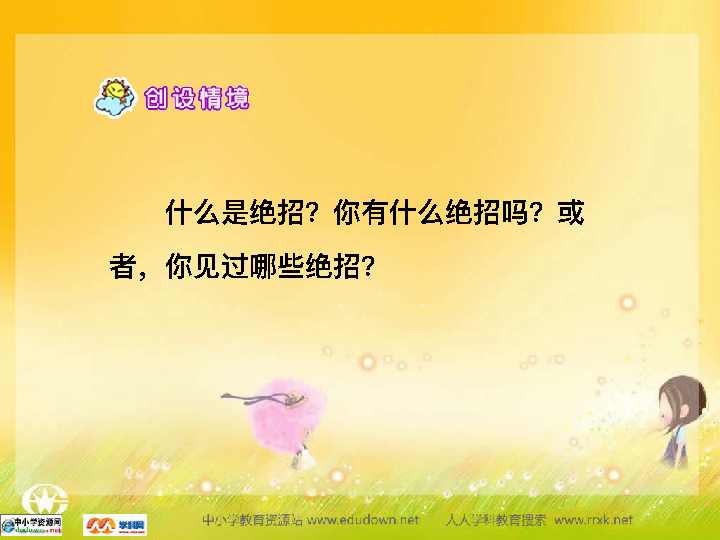 创设情境
什么是绝招？你有什么绝招吗？或
者，你见过哪些绝招？
中小学资源网
学科网
中小学教育资源站 www.edudown.net 人人学科教育搜索 www.rrxk.net